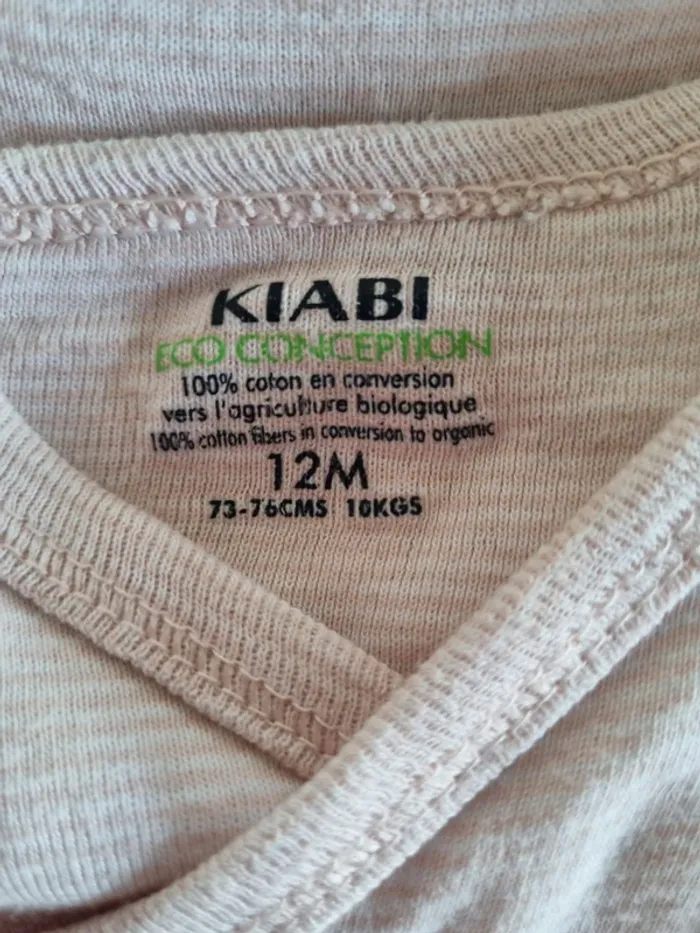 KIABI
ECO CONCEPTION
100% coton en conversion
vers l'agriculture biologique
100% cotton fibers in conversion to organic
12M
73-76CMS 10KGS